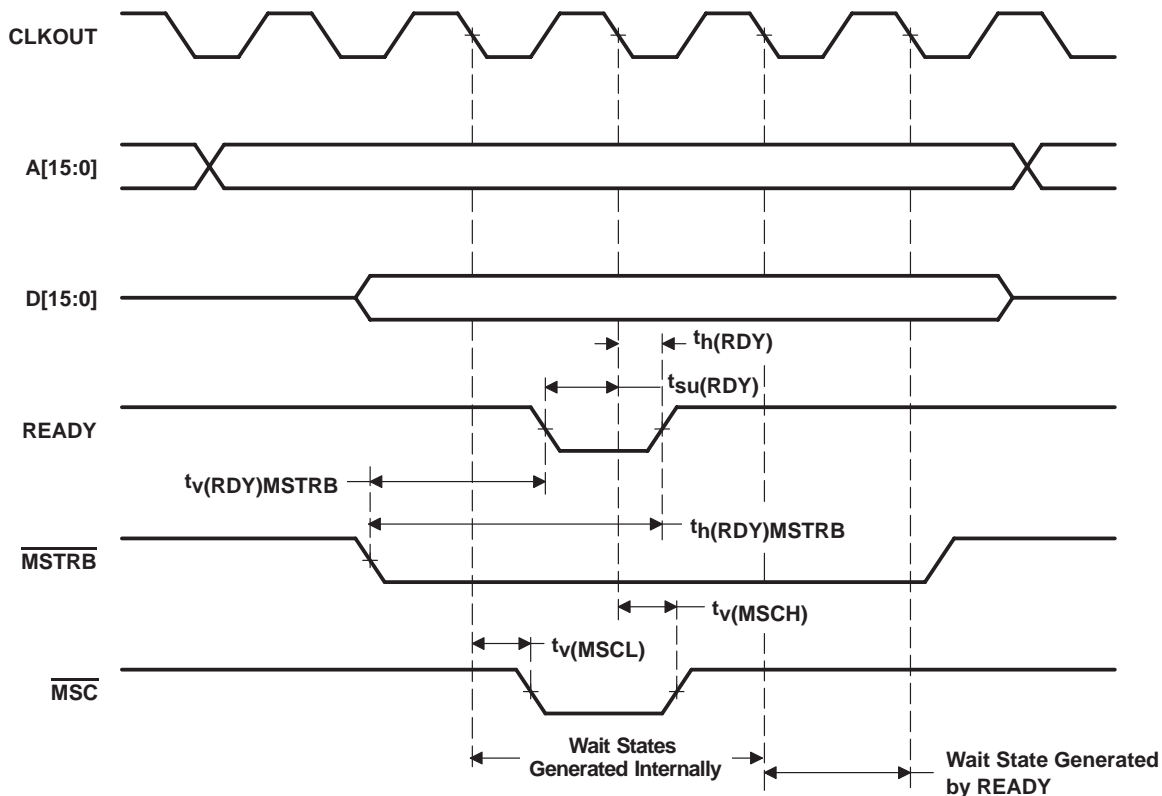 CLKOUT
A[15:0]
D[15:0]
th(RDY)
tsu(RDY)
READY
tv(RDY)MSTRB
th(RDY)MSTRB
MSTRB
tv(MSCH)
tv(MSCL)
MSC
Wait States
Generated Internally
Wait State Generated
by READY